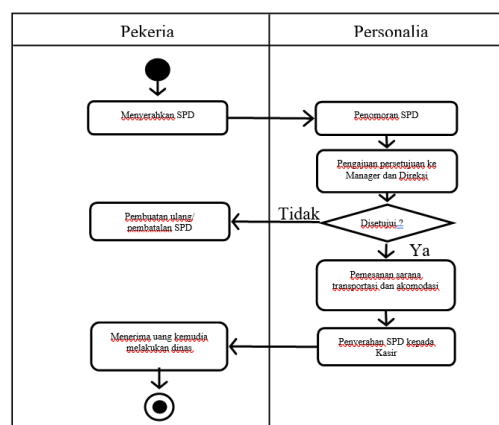 Pekerja
Personalia
Menyerahkan SPD
Penomoran SPD
Pengajuan persetujuan ke
Manager dan Direksi
Pembuatan ulang/
pembatalan SPD
Tidak
Disetujui ?
Ya
Pemesanan sarana
transportasi dan akomodasi
Menerima uang kemudia
melakukan dinas
Penyerahan SPD kepada
Kasir